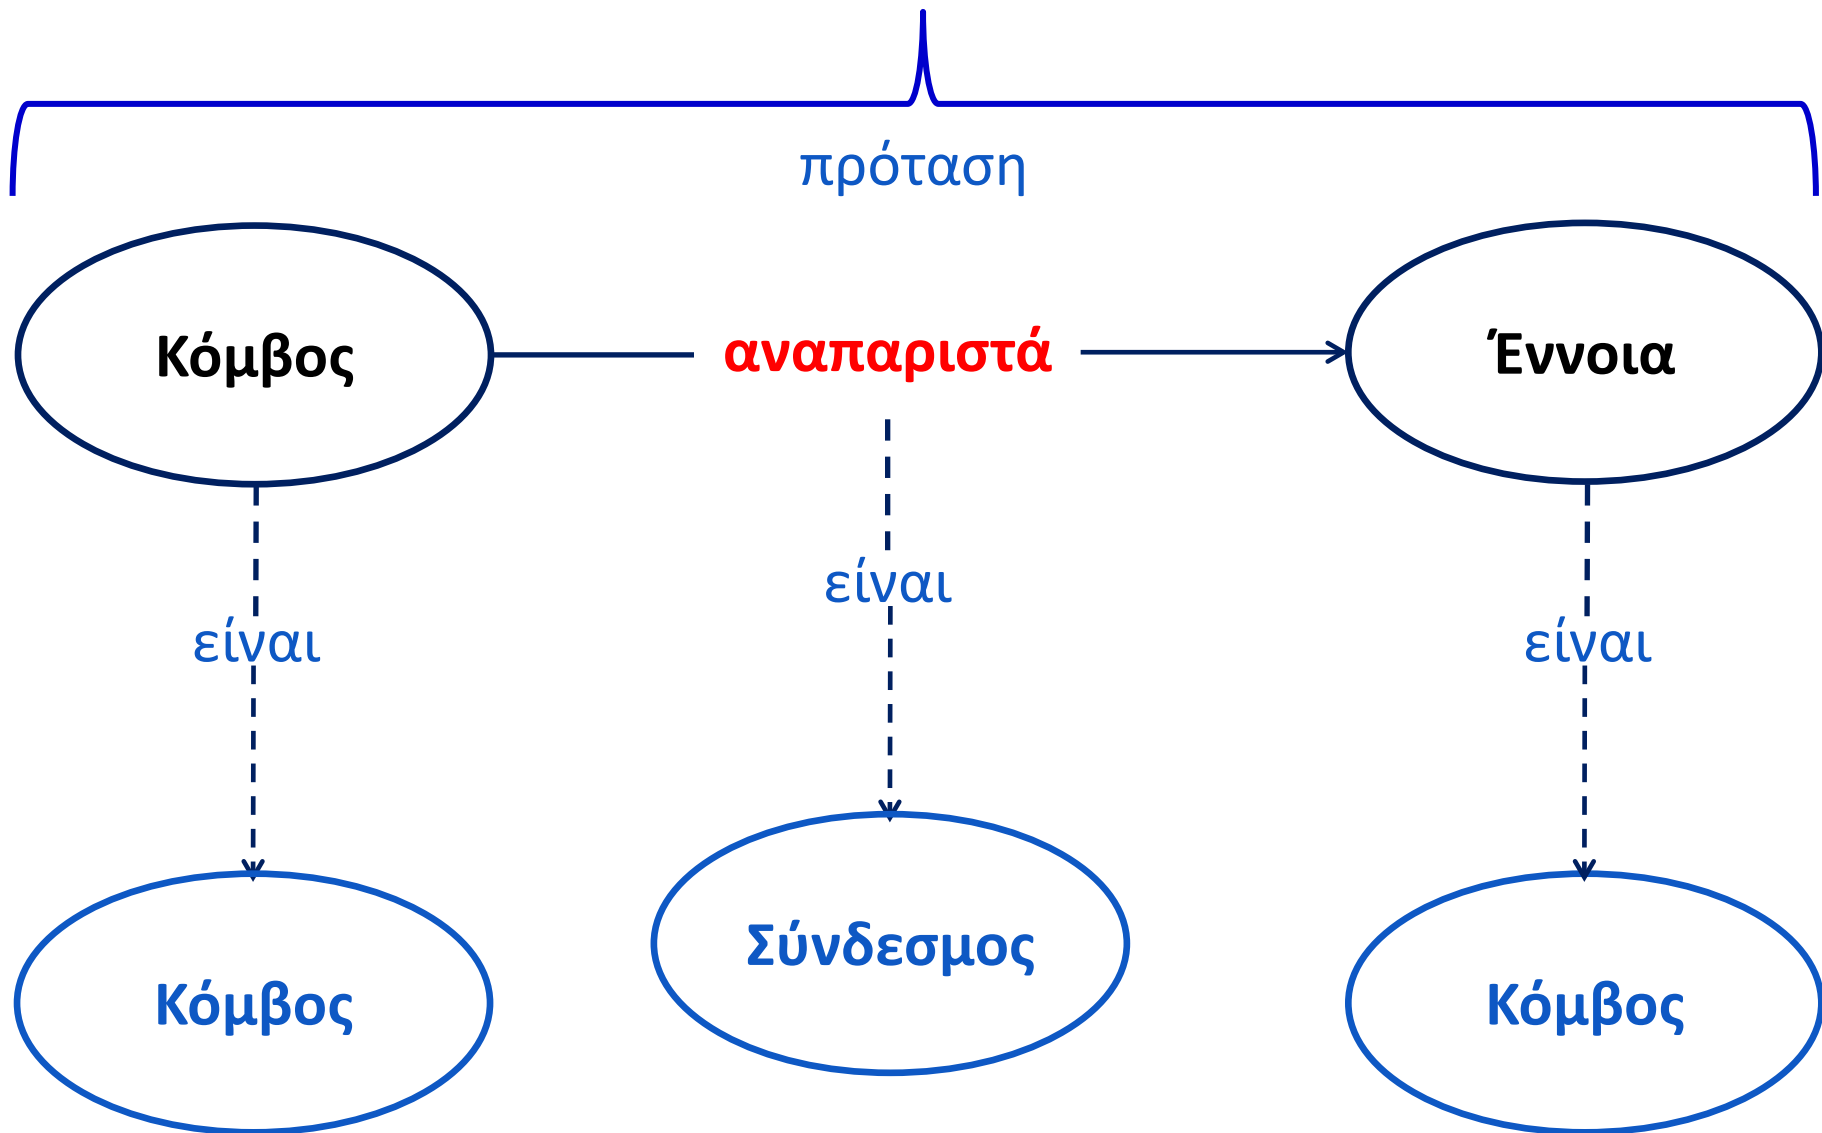 πρόταση
Κόμβος
αναπαριστά
Έννοια
είναι
είναι
είναι
Κόμβος
Σύνδεσμος
Κόμβος